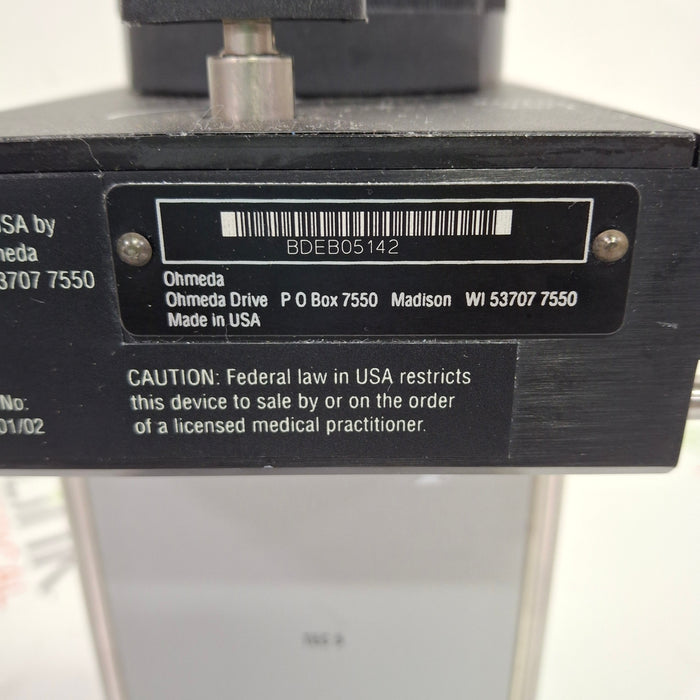 SA by
meda
3707 7550
No:
01/02
BDEB05142
Ohmeda
Ohmeda Drive P O Box 7550 Madison WI 53707 7550
Made in USA
CAUTION: Federal law in USA restricts
this device to sale by or on the order
of a licensed medical practitioner.